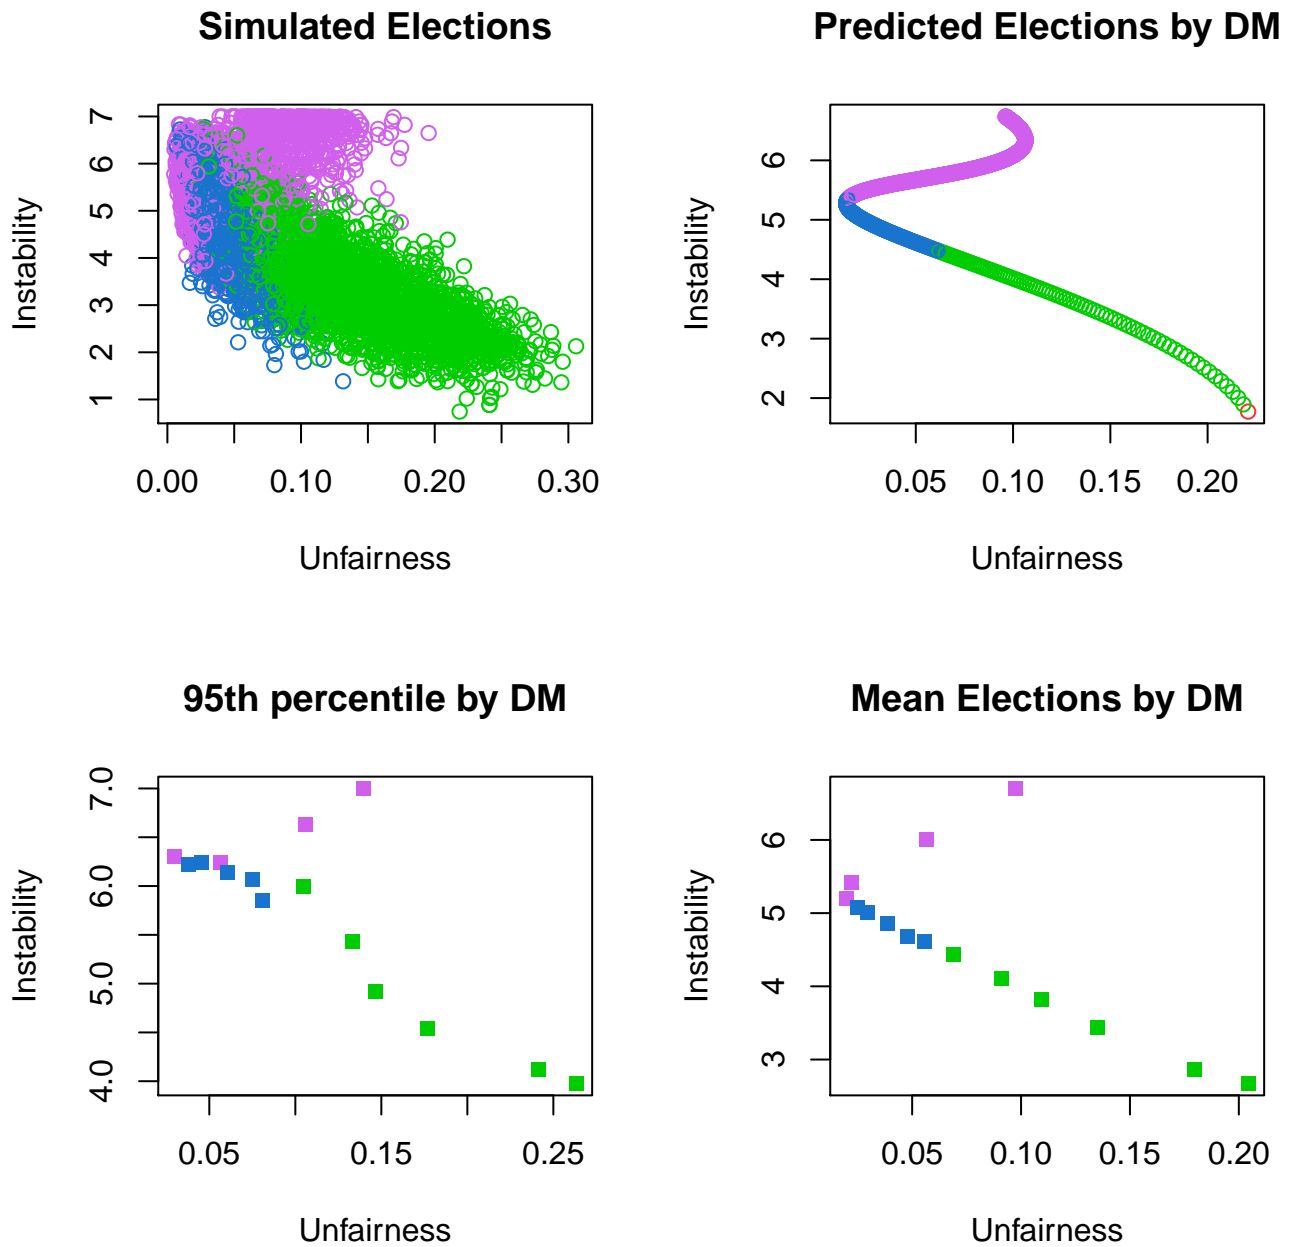 Simulated Elections
Instability
7
6
5
4
3
2
1
0.00 0.10 0.20 0.30
Unfairness
Predicted Elections by DM
Instability
6
5
4
3
2
0.05 0.10 0.15 0.20
Unfairness
95th percentile by DM
Instability
7.0
6.0
5.0
4.0
0.05 0.15 0.25
Unfairness
Mean Elections by DM
Instability
6
5
4
3
0.05 0.10 0.15 0.20
Unfairness